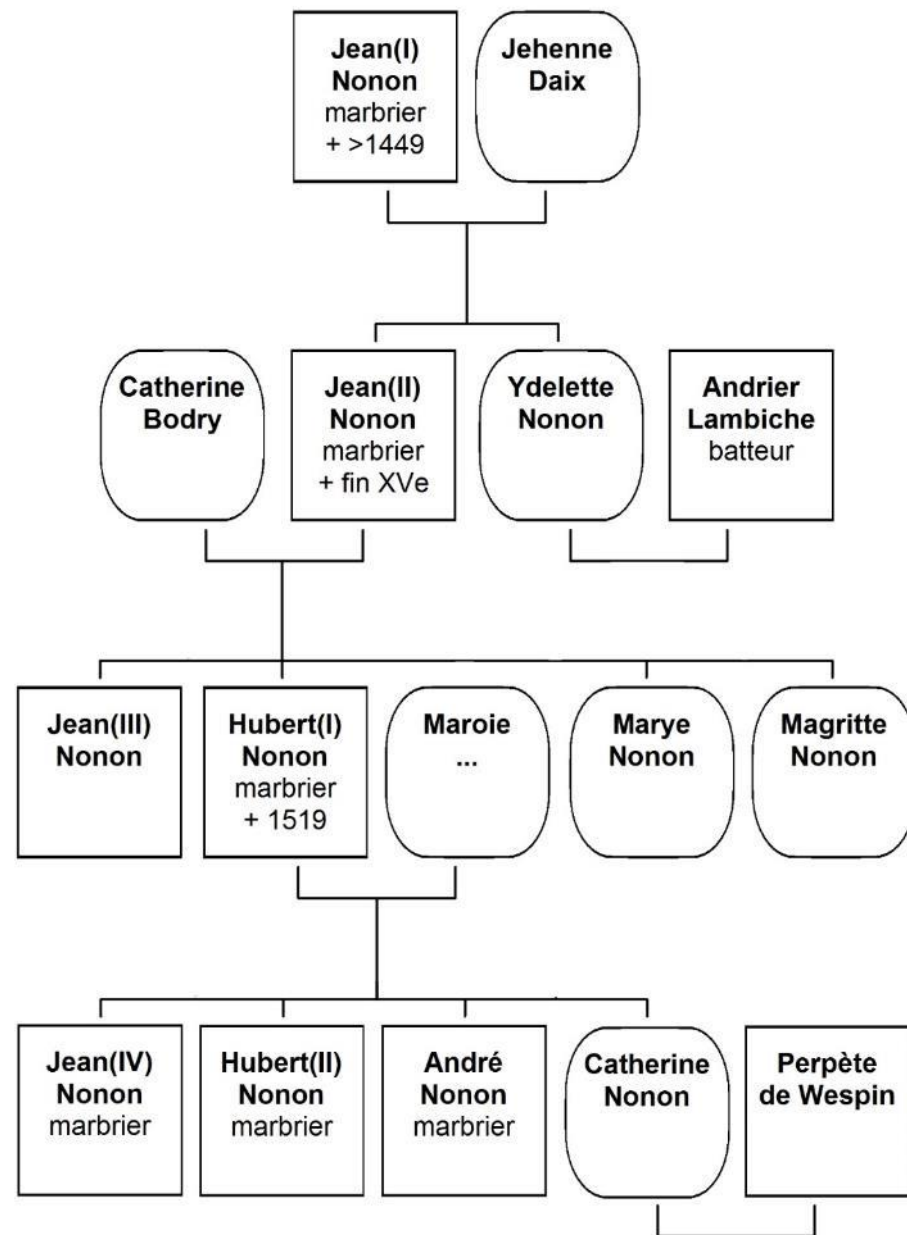 Jean(I)
Nonon
marbrier
+ >1449
Jehenne
Daix
Catherine
Bodry
Jean(II)
Nonon
marbrier
+ fin XVe
Ydelette
Nonon
Andrier
Lambiche
batteur
Jean(III)
Nonon
Hubert(I)
Nonon
marbrier
+ 1519
Maroie
...
Marye
Nonon
Magritte
Nonon
Jean(IV)
Nonon
marbrier
Hubert(II)
Nonon
marbrier
André
Nonon
marbrier
Catherine
Nonon
Perpète
de Wespin